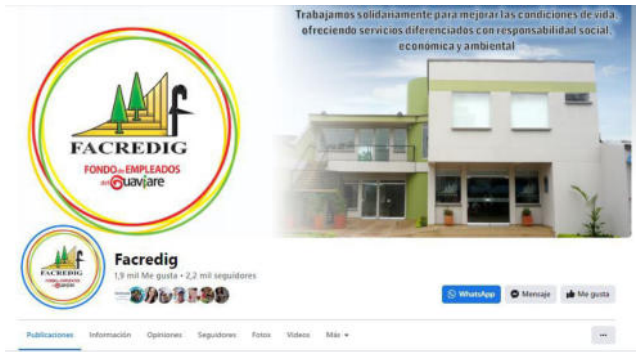 Trabajamos solidariamente para mejorar las condiciones de vida,
ofreciendo servicios diferenciados con responsabilidad social,
económica y ambiental
f
FACREDIG
FONDO de EMPLEADOS
del Guaviare
FACREDIG
Facredig
1,9 mil Me gusta • 2,2 mil seguidores
WhatsApp
Mensaje
Me gusta
Publicaciones
Información
Opiniones
Seguidores
Fotos
Videos
Más